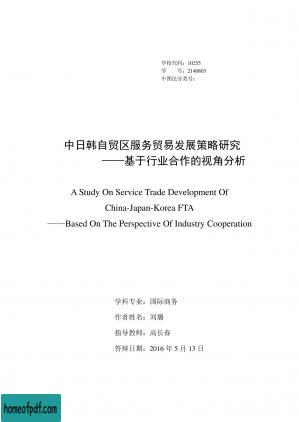 学校代码：10255
学　号：2140803
中图法分类号：
中日韩自贸区服务贸易发展策略研究
——基于行业合作的视角分析
A Study On Service Trade Development Of
China-Japan-Korea FTA
——Based On The Perspective Of Industry Cooperation
学科专业：国际商务
作者姓名：刘璐
指导教师：高长春
答辩日期：2016 年 5 月 13 日
homeofpdf.com